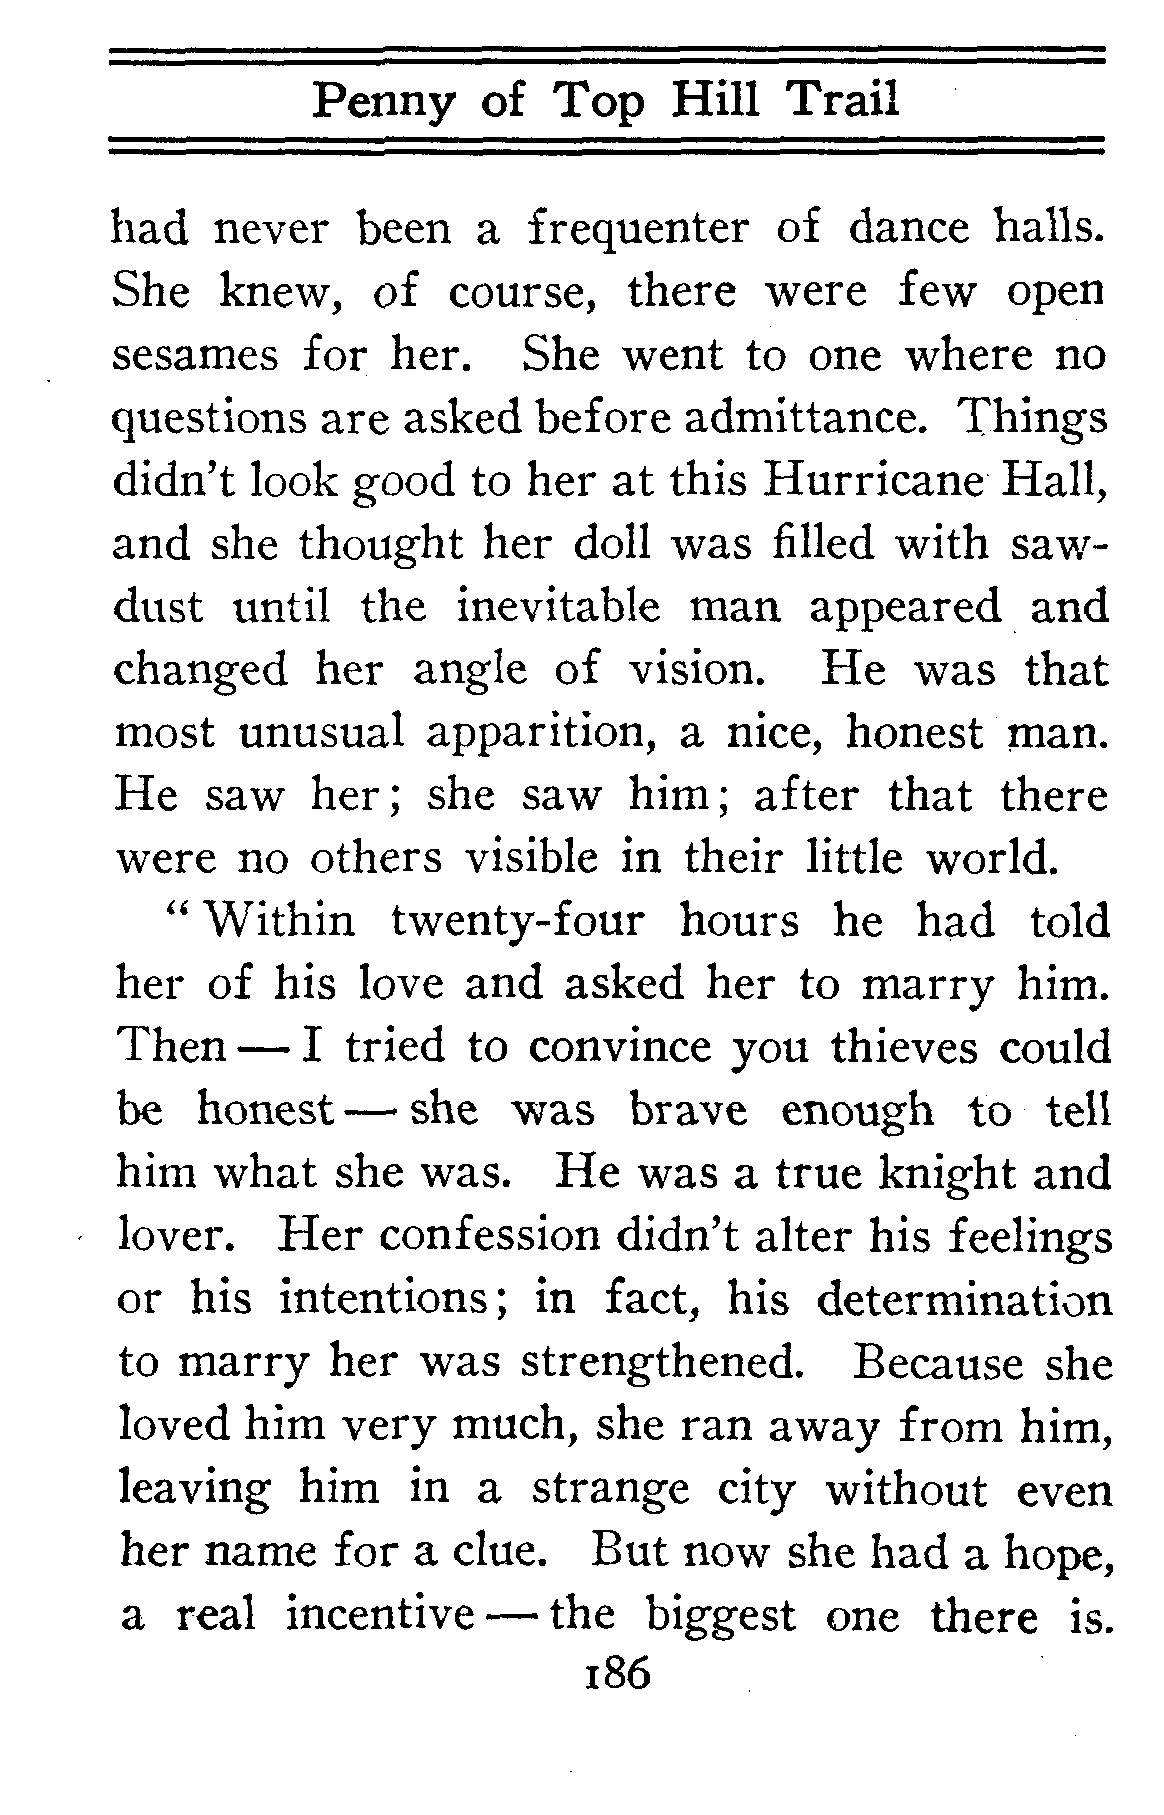 Penny of Top Hill Trail
had never been a frequenter of dance halls.
She knew, of course, there were few open
sesames for her. She went to one where no
questions are asked before admittance. Things
didn't look good to her at this Hurricane Hall,
and she thought her doll was filled with saw-
dust until the inevitable man appeared and
changed her angle of vision. He was that
most unusual apparition, a nice, honest man.
He saw her; she saw him; after that there
were no others visible in their little world.
“Within twenty-four hours he had told
her of his love and asked her to marry him.
Then — I tried to convince you thieves could
be honest — she was brave enough to tell
him what she was. He was a true knight and
lover. Her confession didn't alter his feelings
or his intentions; in fact, his determination
to marry her was strengthened. Because she
loved him very much, she ran away from him,
leaving him in a strange city without even
her name for a clue. But now she had a hope,
a real incentive — the biggest one there is.
186